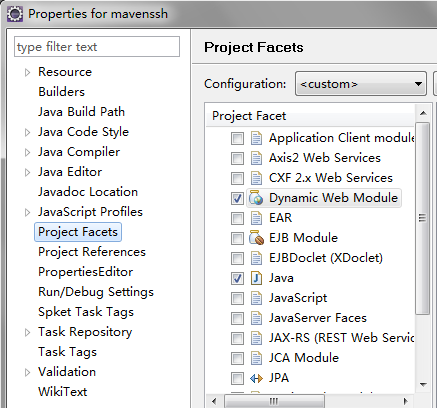 Properties for mavenssh
type filter text
Resource
Builders
Java Build Path
Java Code Style
Java Compiler
Java Editor
Javadoc Location
JavaScript Profiles
Project Facets
Project References
PropertiesEditor
Run/Debug Settings
Spket Task Tags
Task Repository
Task Tags
Validation
WikiText
Project Facets
Configuration: <custom>
Project Facet
Application Client module
Axis2 Web Services
CXF 2.x Web Services
Dynamic Web Module
EAR
EJB Module
EJBDoclet (XDoclet)
Java
JavaScript
JavaServer Faces
JAX-RS (REST Web Servic
JCA Module
JPA